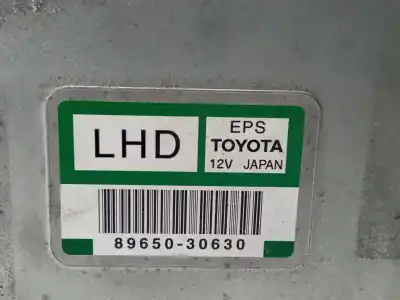 LHD
EPS
TOYOTA
12V JAPAN
89650-30630